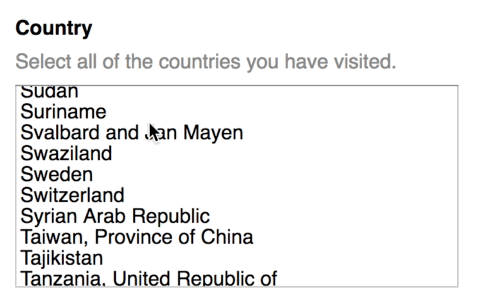 Country
Select all of the countries you have visited.
Sudan
Suriname
Svalbard and Jan Mayen
Swaziland
Sweden
Switzerland
Syrian Arab Republic
Taiwan, Province of China
Tajikistan
Tanzania, United Republic of